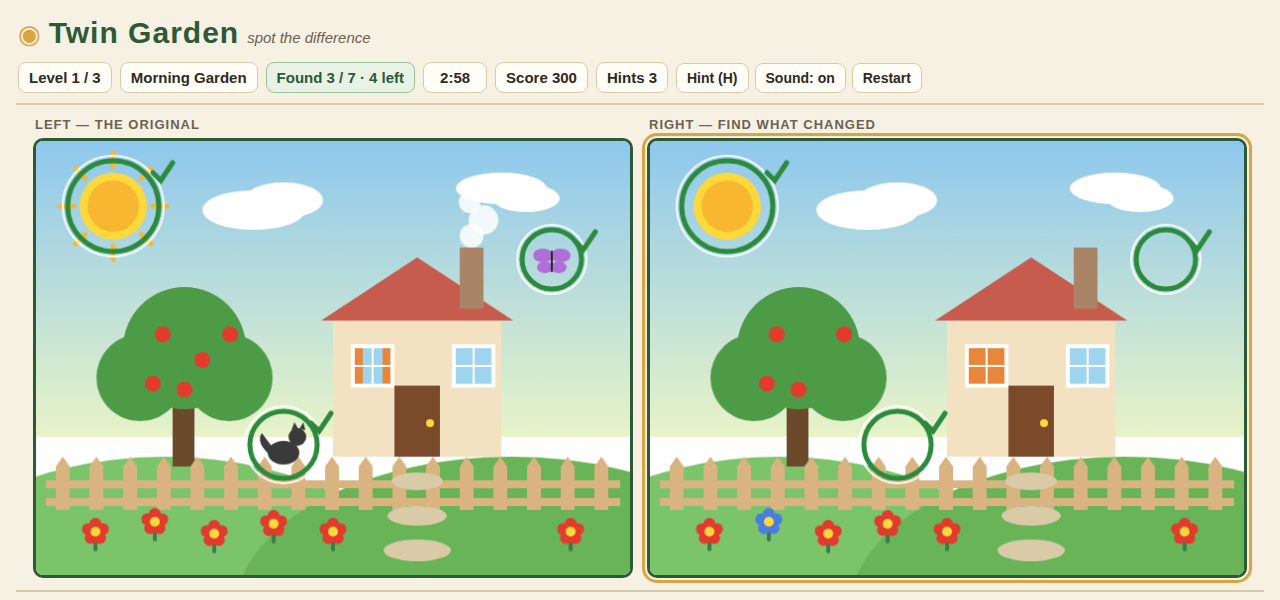 Twin Garden spot the difference
Level 1 / 3 Morning Garden Found 3 / 7 · 4 left 2:58 Score 300 Hints 3 Hint (H) Sound: on Restart
LEFT — THE ORIGINAL
RIGHT — FIND WHAT CHANGED